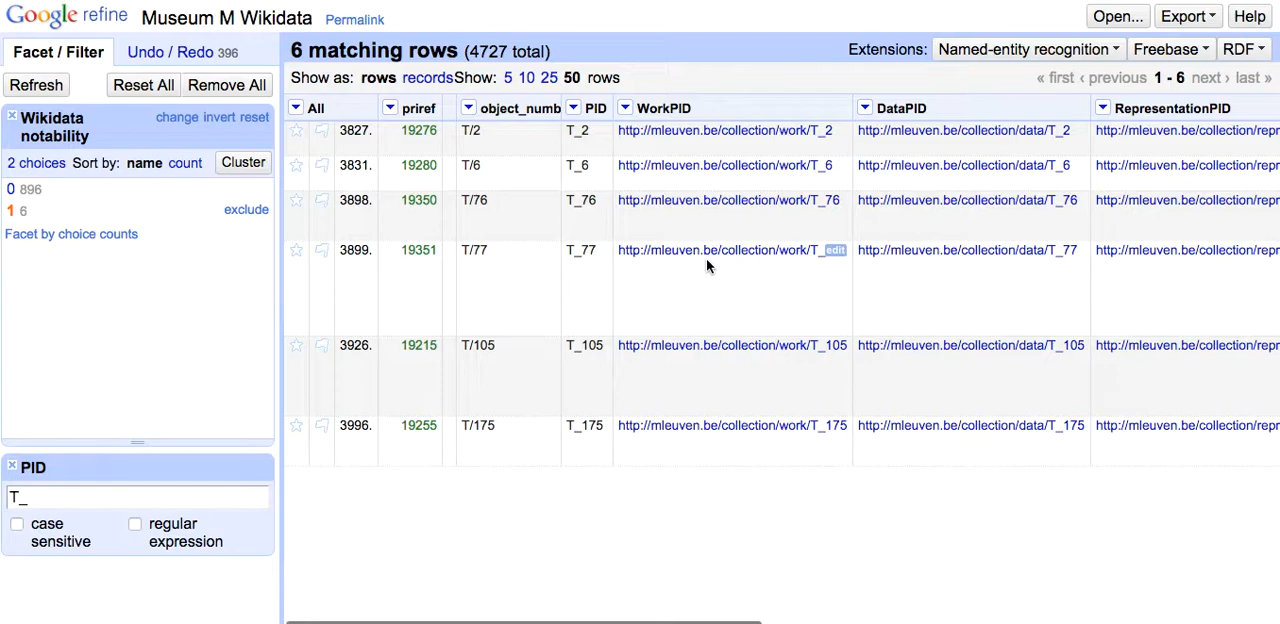 Google refine Museum M Wikidata Permalink Open... Export Help
Facet / Filter Undo / Redo 396
Refresh Reset All Remove All
Wikidata notability change invert reset
2 choices Sort by: name count Cluster
0 896
1 6 exclude
Facet by choice counts
PID
T_
case sensitive regular expression
6 matching rows (4727 total) Extensions: Named-entity recognition Freebase RDF
Show as: rows records Show: 5 10 25 50 rows « first ‹ previous 1 - 6 next › last »
All priref object_numb PID WorkPID DataPID RepresentationPID
3827. 19276 T/2 T_2 http://mleuven.be/collection/work/T_2 http://mleuven.be/collection/data/T_2 http://mleuven.be/collection/repr
3831. 19280 T/6 T_6 http://mleuven.be/collection/work/T_6 http://mleuven.be/collection/data/T_6 http://mleuven.be/collection/repr
3898. 19350 T/76 T_76 http://mleuven.be/collection/work/T_76 http://mleuven.be/collection/data/T_76 http://mleuven.be/collection/repr
3899. 19351 T/77 T_77 http://mleuven.be/collection/work/T_ edit http://mleuven.be/collection/data/T_77 http://mleuven.be/collection/repr
3926. 19215 T/105 T_105 http://mleuven.be/collection/work/T_105 http://mleuven.be/collection/data/T_105 http://mleuven.be/collection/repr
3996. 19255 T/175 T_175 http://mleuven.be/collection/work/T_175 http://mleuven.be/collection/data/T_175 http://mleuven.be/collection/repr